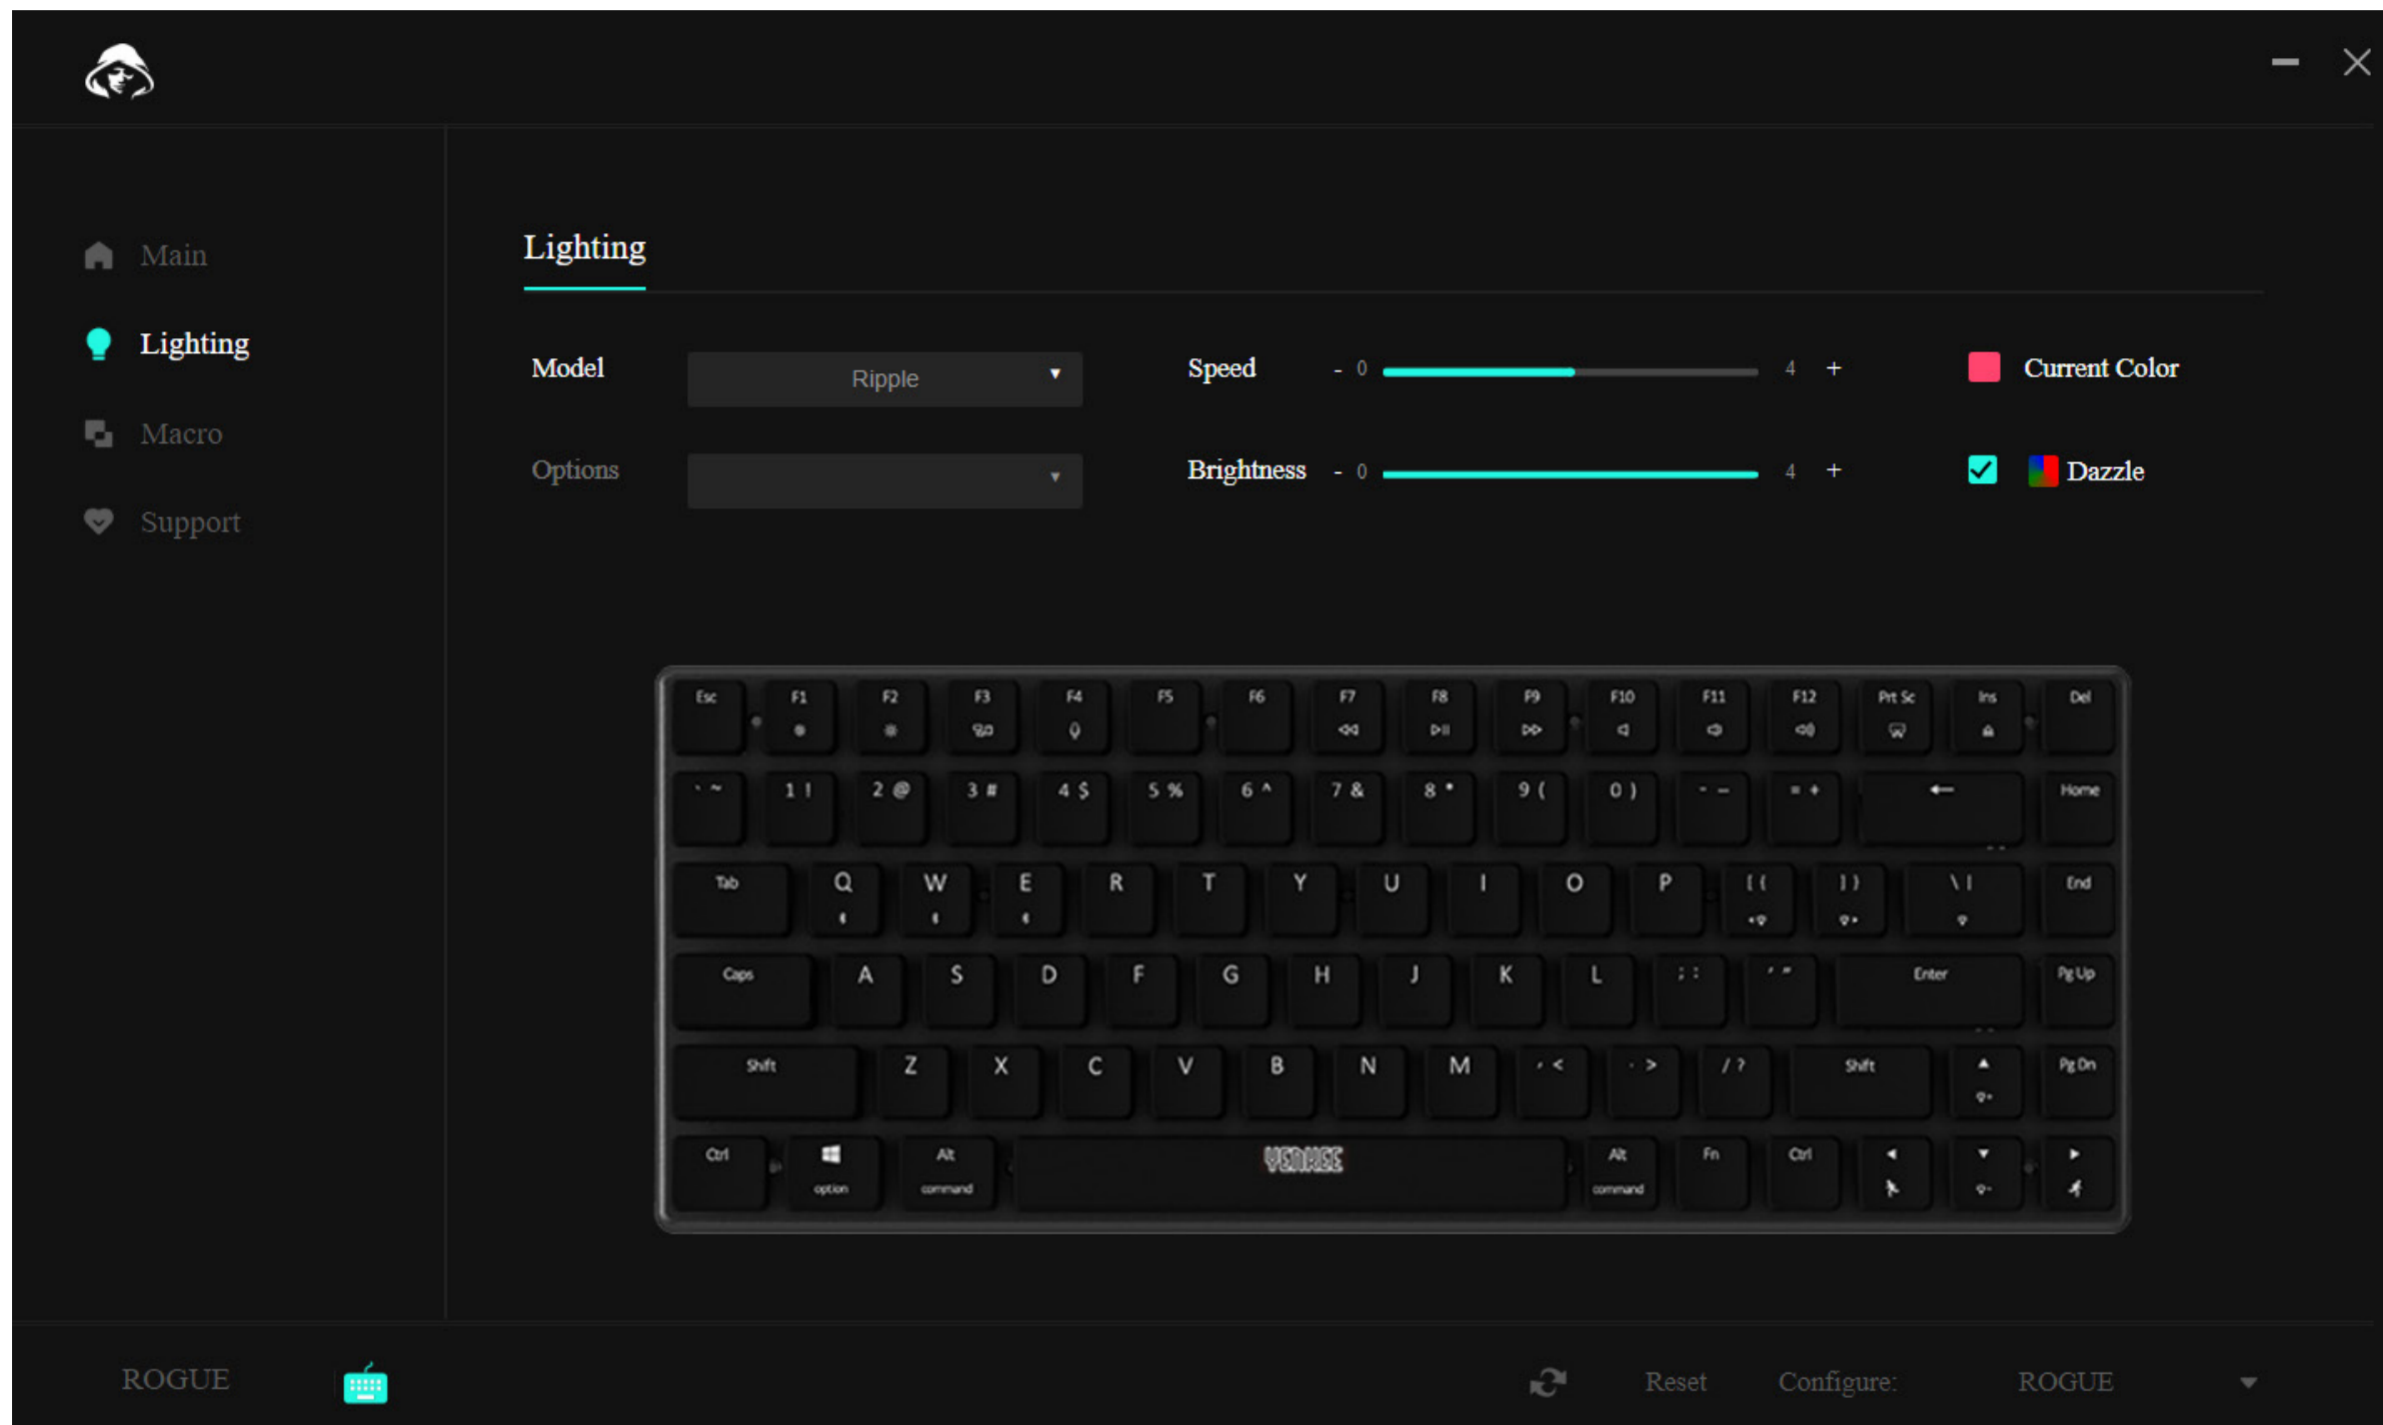 Main
Lighting
Macro
Support
Lighting
Model
Ripple
▼
Speed
- 0
4 +
Current Color
Options
▼
Brightness
- 0
4 +
Dazzle
Esc F1 F2 F3 F4 F5 F6 F7 F8 F9 F10 F11 F12 Prt Sc Ins Del
` ~ 1 ! 2 @ 3 # 4 $ 5 % 6 ^ 7 & 8 * 9 ( 0 ) - _ = + ← Home
Tab Q W E R T Y U I O P [ { ] } \ | End
Caps A S D F G H J K L ; : ' " Enter Pg Up
Shift Z X C V B N M , < . > / ? Shift ▲ Pg Dn
Ctrl Alt YENKEE Alt Fn Ctrl ◀ ▼ ▶
option command command
ROGUE
Reset
Configure:
ROGUE